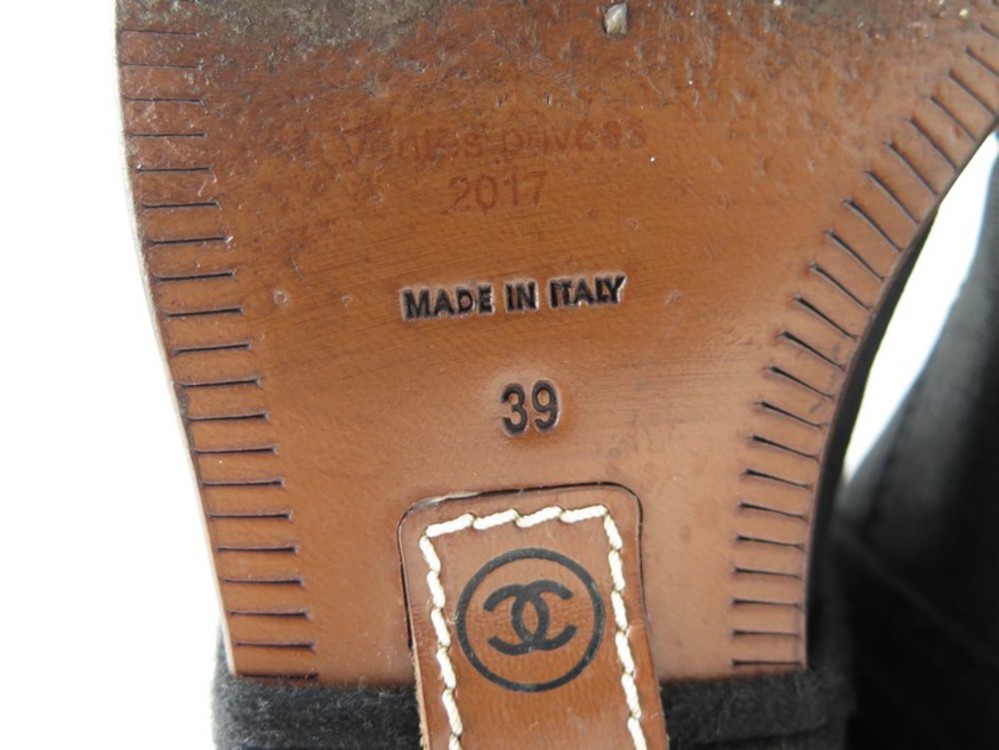 Ventes privées
2017
MADE IN ITALY
39